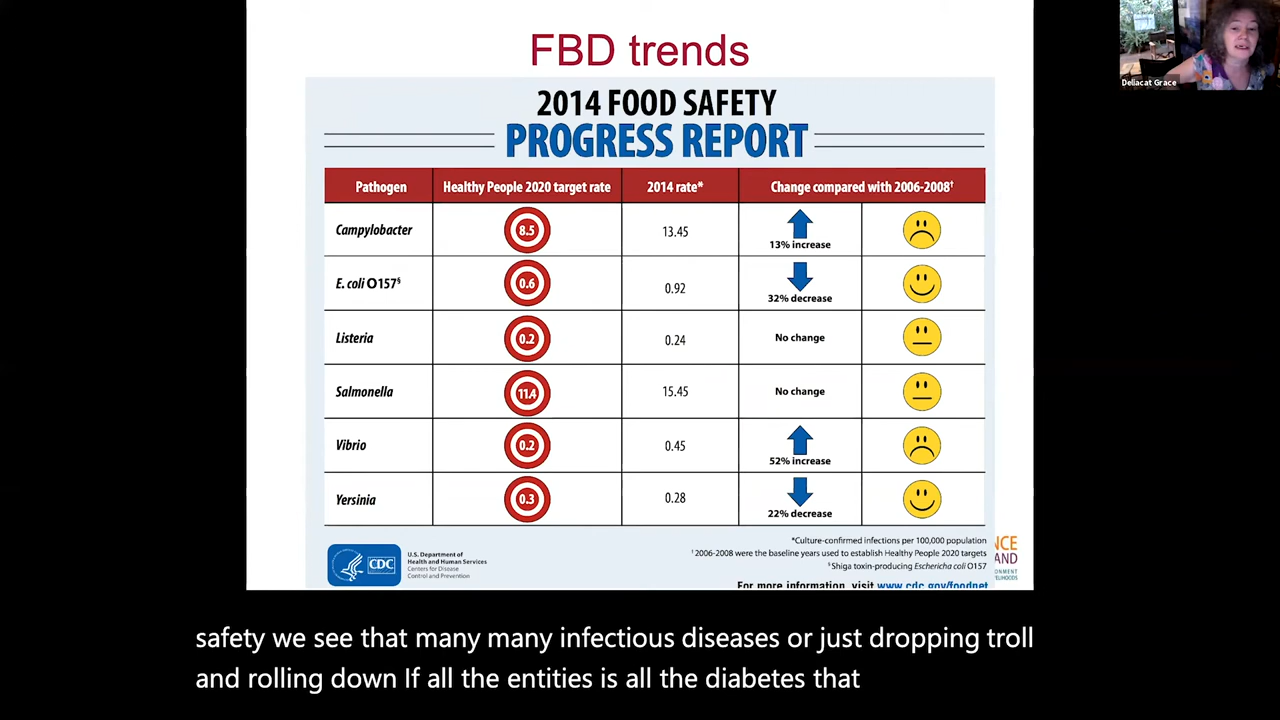 FBD trends
Deliacat Grace
2014 FOOD SAFETY
PROGRESS REPORT
Pathogen Healthy People 2020 target rate 2014 rate* Change compared with 2006-2008†
Campylobacter 8.5 13.45 13% increase
E. coli O157§ 0.6 0.92 32% decrease
Listeria 0.2 0.24 No change
Salmonella 11.4 15.45 No change
Vibrio 0.2 0.45 52% increase
Yersinia 0.3 0.28 22% decrease
*Culture-confirmed infections per 100,000 population
† 2006-2008 were the baseline years used to establish Healthy People 2020 targets
§ Shiga toxin-producing Escherichia coli O157
CDC
U.S. Department of
Health and Human Services
Centers for Disease
Control and Prevention
For more information, visit www.cdc.gov/foodnet
safety we see that many many infectious diseases or just dropping troll
and rolling down If all the entities is all the diabetes that